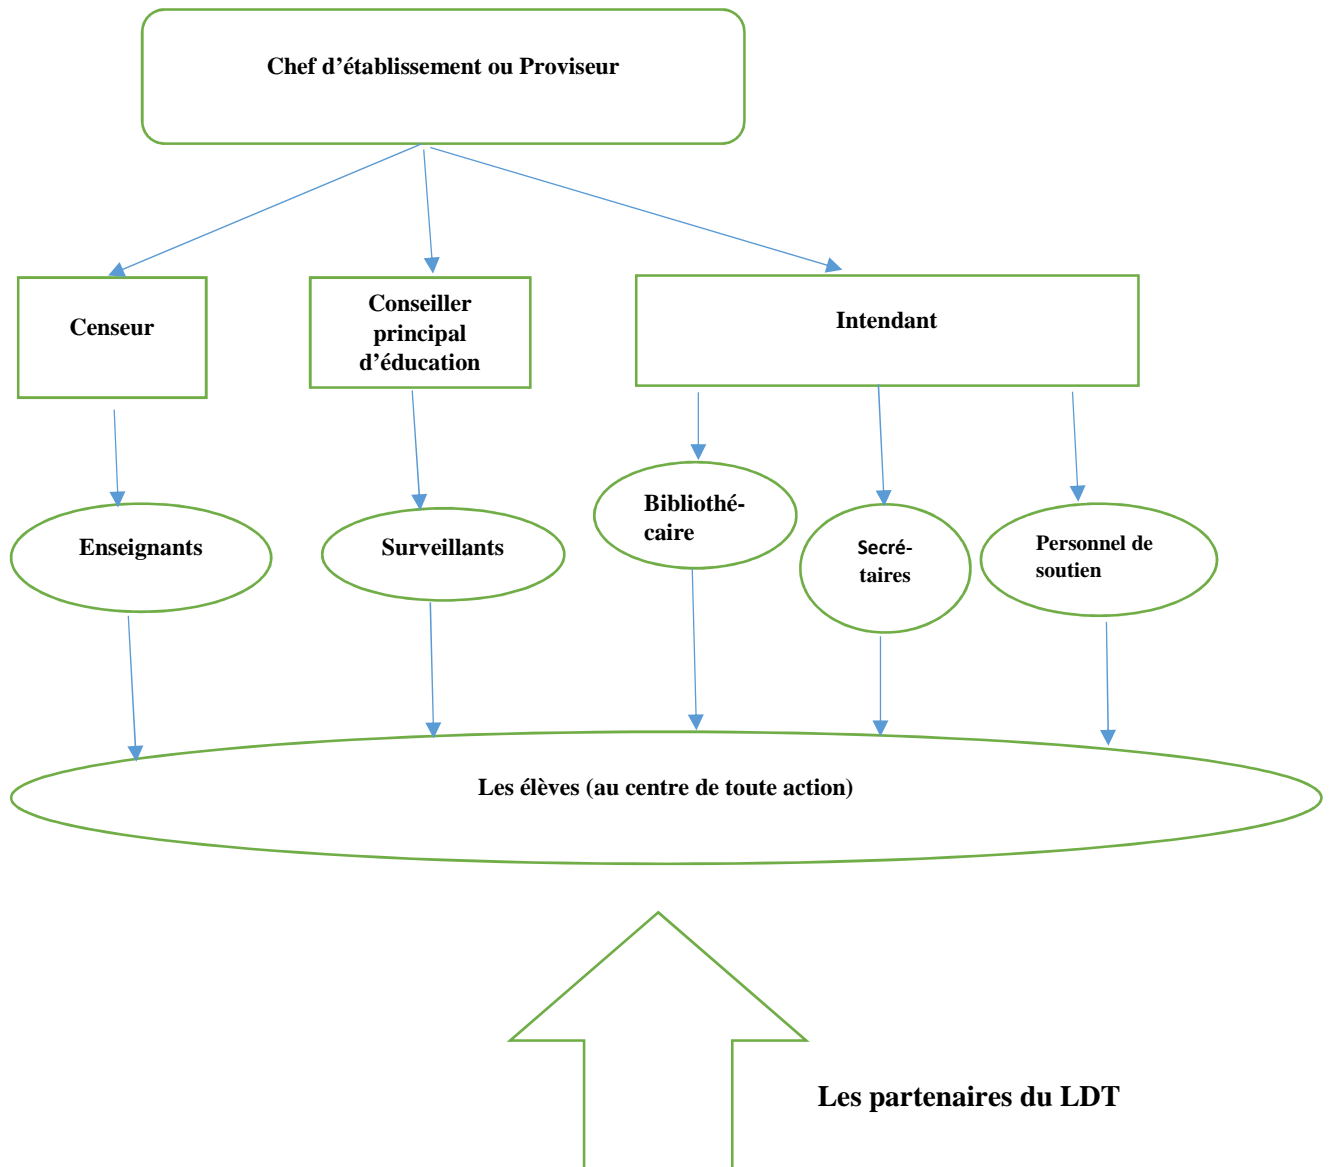 Chef d’établissement ou Proviseur
Censeur
Conseiller
principal
d’éducation
Intendant
Enseignants
Surveillants
Bibliothé-
caire
Secré-
taires
Personnel de
soutien
Les élèves (au centre de toute action)
Les partenaires du LDT